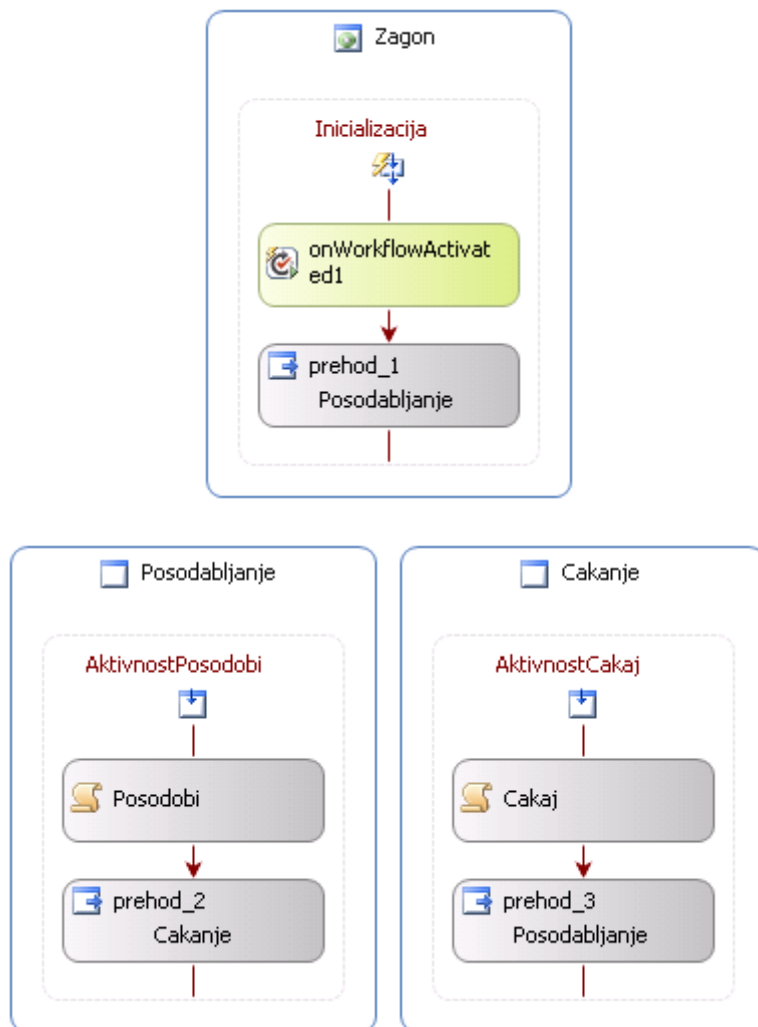 Zagon
Inicializacija
onWorkflowActivat
ed1
prehod_1
Posodabljanje
Posodabljanje
AktivnostPosodobi
Posodobi
prehod_2
Cakanje
Cakanje
AktivnostCakaj
Cakaj
prehod_3
Posodabljanje